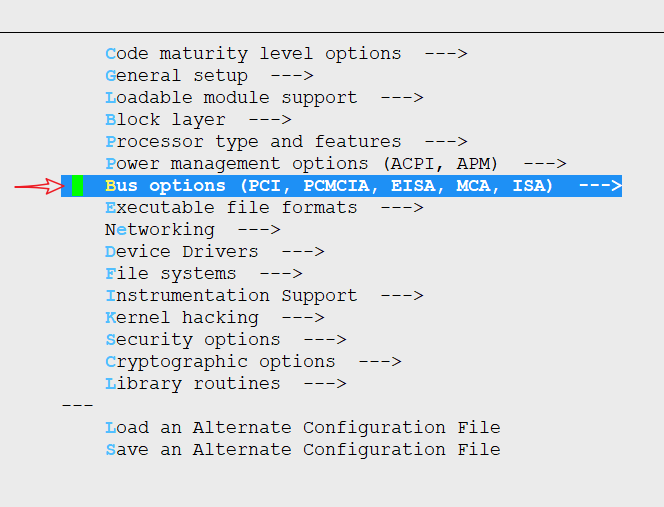 Code maturity level options --->
General setup --->
Loadable module support --->
Block layer --->
Processor type and features --->
Power management options (ACPI, APM) --->
Bus options (PCI, PCMCIA, EISA, MCA, ISA) --->
Executable file formats --->
Networking --->
Device Drivers --->
File systems --->
Instrumentation Support --->
Kernel hacking --->
Security options --->
Cryptographic options --->
Library routines --->
---
Load an Alternate Configuration File
Save an Alternate Configuration File